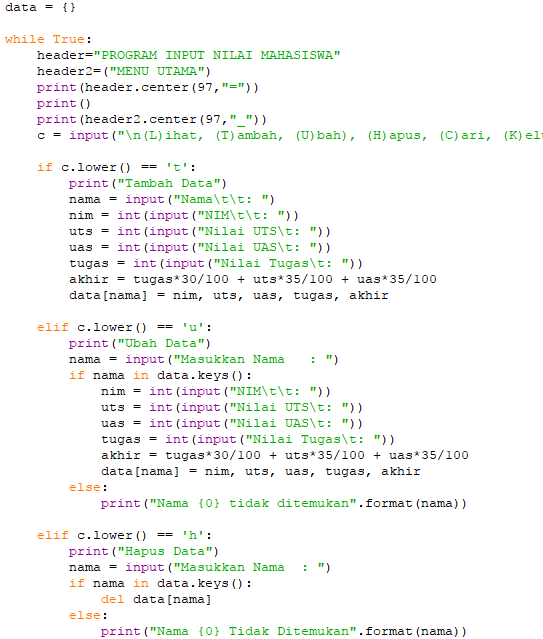 data = {}
while True:
    header="PROGRAM INPUT NILAI MAHASISWA"
    header2=("MENU UTAMA")
    print(header.center(97,"="))
    print()
    print(header2.center(97,"_"))
    c = input("\n(L)ihat, (T)ambah, (U)bah), (H)apus, (C)ari, (K)elu
    if c.lower() == 't':
        print("Tambah Data")
        nama = input("Nama\t\t: ")
        nim = int(input("NIM\t\t: "))
        uts = int(input("Nilai UTS\t: "))
        uas = int(input("Nilai UAS\t: "))
        tugas = int(input("Nilai Tugas\t: "))
        akhir = tugas*30/100 + uts*35/100 + uas*35/100
        data[nama] = nim, uts, uas, tugas, akhir
    elif c.lower() == 'u':
        print("Ubah Data")
        nama = input("Masukkan Nama   : ")
        if nama in data.keys():
            nim = int(input("NIM\t\t: "))
            uts = int(input("Nilai UTS\t: "))
            uas = int(input("Nilai UAS\t: "))
            tugas = int(input("Nilai Tugas\t: "))
            akhir = tugas*30/100 + uts*35/100 + uas*35/100
            data[nama] = nim, uts, uas, tugas, akhir
        else:
            print("Nama {0} tidak ditemukan".format(nama))
    elif c.lower() == 'h':
        print("Hapus Data")
        nama = input("Masukkan Nama  : ")
        if nama in data.keys():
            del data[nama]
        else:
            print("Nama {0} Tidak Ditemukan".format(nama))